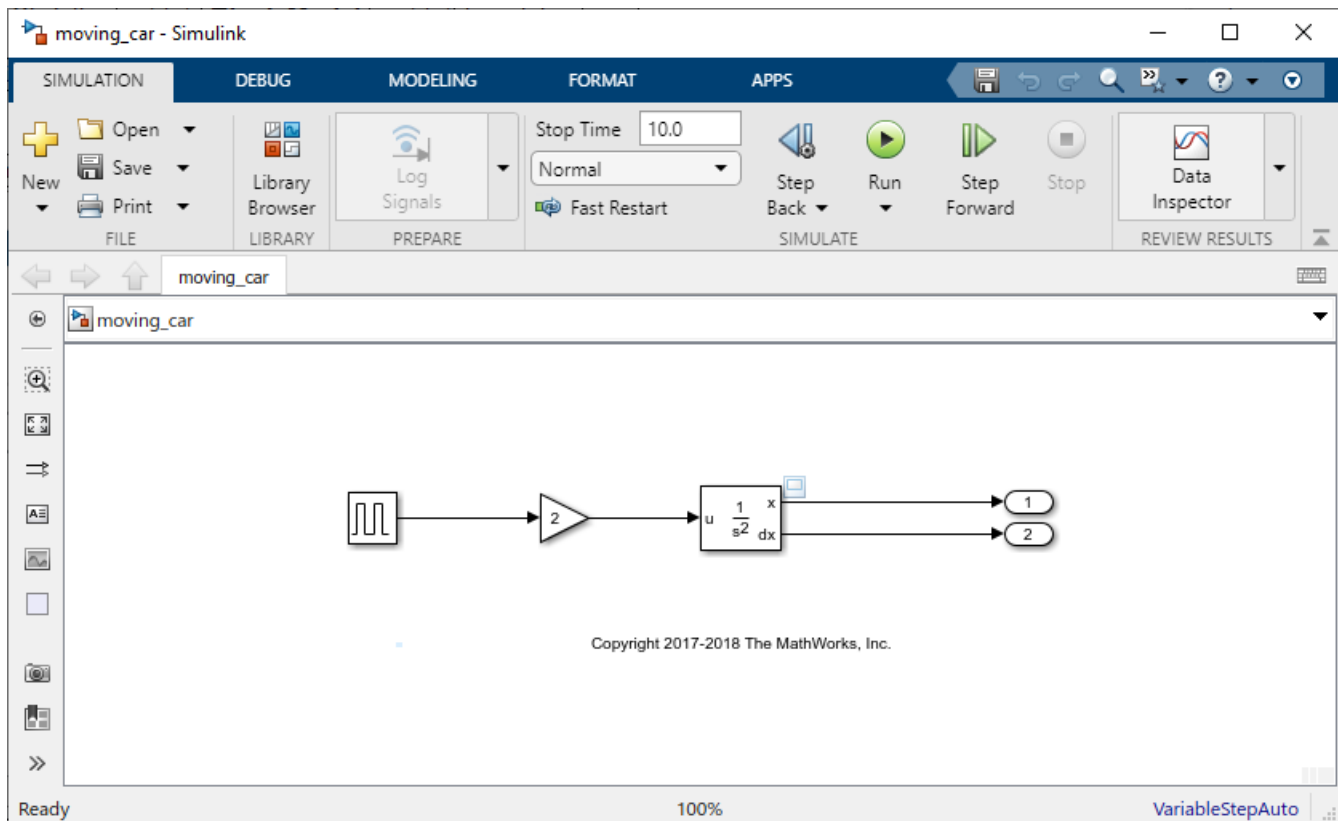 moving_car - Simulink
SIMULATION DEBUG MODELING FORMAT APPS
New
Open
Save
Print
FILE
Library
Browser
LIBRARY
Log
Signals
PREPARE
Stop Time 10.0
Normal
Fast Restart
Step
Back
Run
Step
Forward
Stop
SIMULATE
Data
Inspector
REVIEW RESULTS
moving_car
moving_car
2
u
1
s2
x
dx
1
2
Copyright 2017-2018 The MathWorks, Inc.
Ready 100% VariableStepAuto